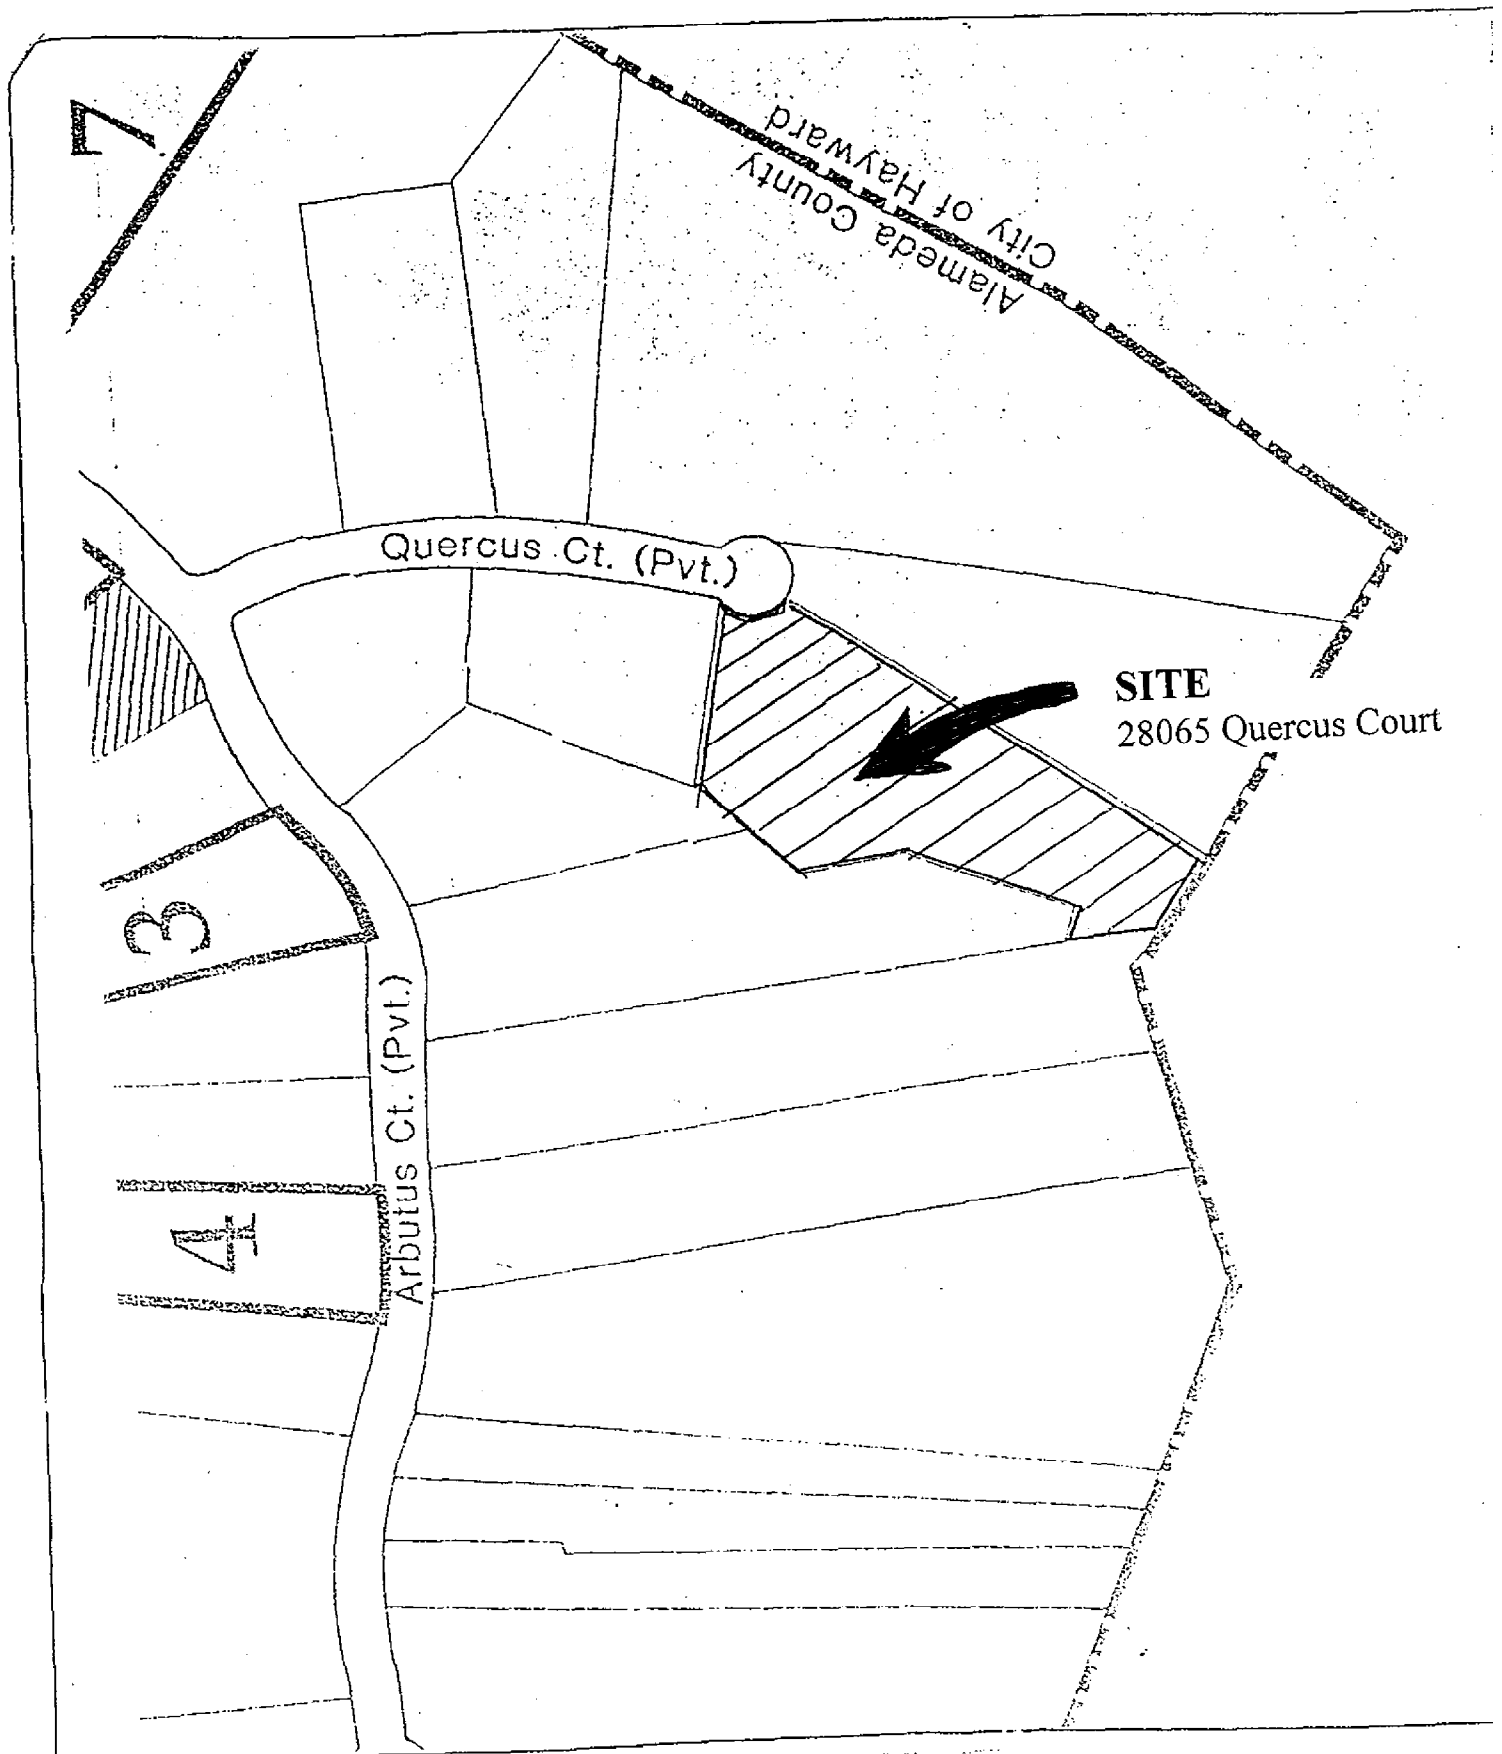 7
City of Hayward
Alameda County
Quercus Ct. (Pvt.)
SITE
28065 Quercus Court
3
Arbutus Ct. (Pvt.)
4